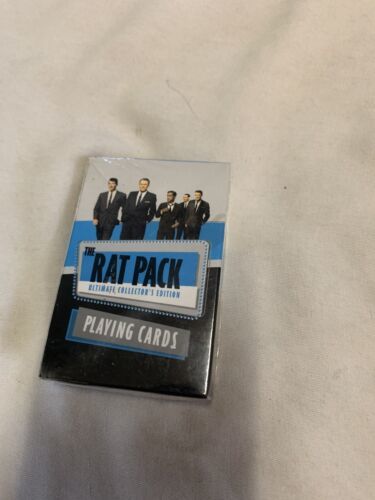 THE
RAT PACK
ULTIMATE COLLECTOR'S EDITION
PLAYING CARDS